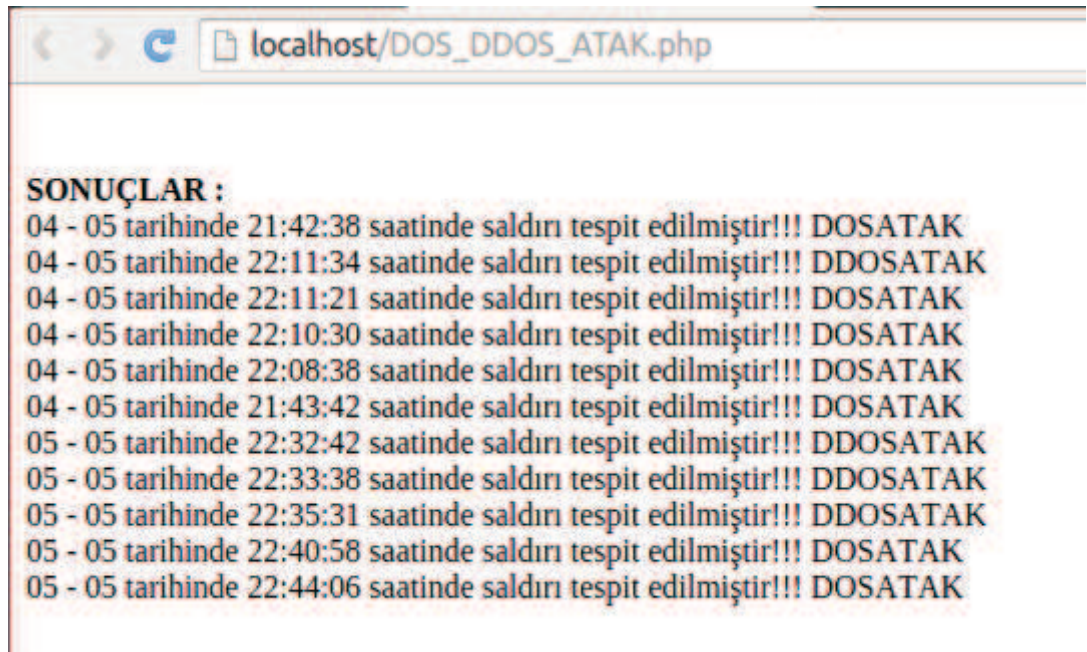 localhost/DOS_DDOS_ATAK.php
SONUÇLAR :
04 - 05 tarihinde 21:42:38 saatinde saldırı tespit edilmiştir!!! DOSATAK
04 - 05 tarihinde 22:11:34 saatinde saldırı tespit edilmiştir!!! DDOSATAK
04 - 05 tarihinde 22:11:21 saatinde saldırı tespit edilmiştir!!! DOSATAK
04 - 05 tarihinde 22:10:30 saatinde saldırı tespit edilmiştir!!! DOSATAK
04 - 05 tarihinde 22:08:38 saatinde saldırı tespit edilmiştir!!! DOSATAK
04 - 05 tarihinde 21:43:42 saatinde saldırı tespit edilmiştir!!! DOSATAK
05 - 05 tarihinde 22:32:42 saatinde saldırı tespit edilmiştir!!! DDOSATAK
05 - 05 tarihinde 22:33:38 saatinde saldırı tespit edilmiştir!!! DDOSATAK
05 - 05 tarihinde 22:35:31 saatinde saldırı tespit edilmiştir!!! DDOSATAK
05 - 05 tarihinde 22:40:58 saatinde saldırı tespit edilmiştir!!! DOSATAK
05 - 05 tarihinde 22:44:06 saatinde saldırı tespit edilmiştir!!! DOSATAK